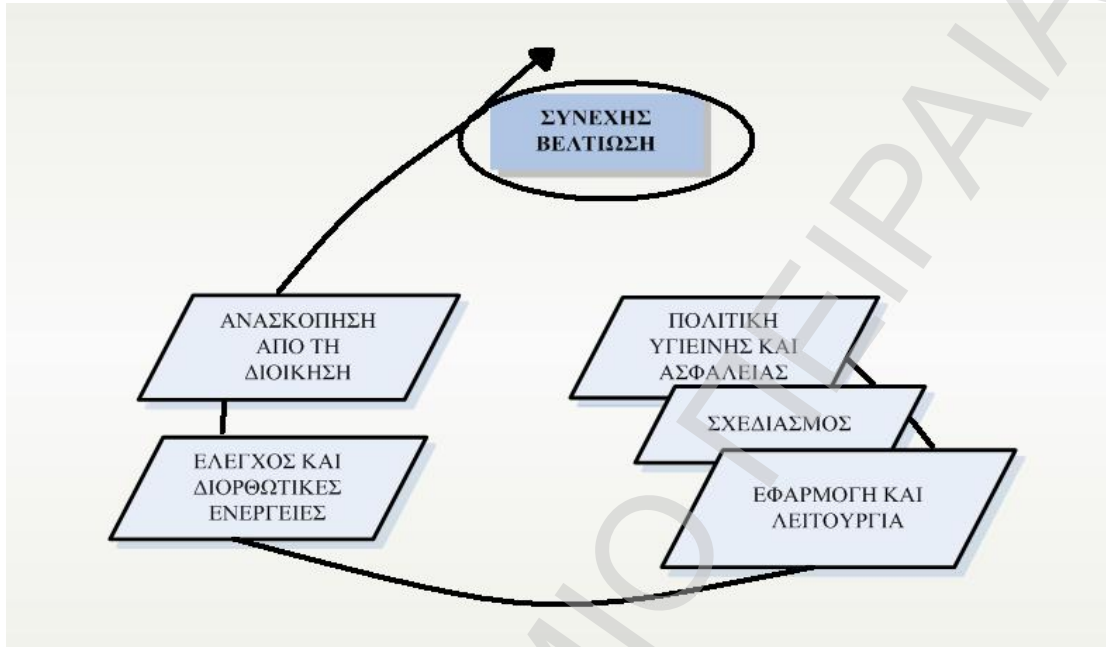 ΣΥΝΕΧΗΣ
ΒΕΛΤΙΩΣΗ
ΑΝΑΣΚΟΠΗΣΗ
ΑΠΟ ΤΗ
ΔΙΟΙΚΗΣΗ
ΠΟΛΙΤΙΚΗ
ΥΓΙΕΙΝΗΣ ΚΑΙ
ΑΣΦΑΛΕΙΑΣ
ΣΧΕΔΙΑΣΜΟΣ
ΕΛΕΓΧΟΣ ΚΑΙ
ΔΙΟΡΘΩΤΙΚΕΣ
ΕΝΕΡΓΕΙΕΣ
ΕΦΑΡΜΟΓΗ ΚΑΙ
ΛΕΙΤΟΥΡΓΙΑ